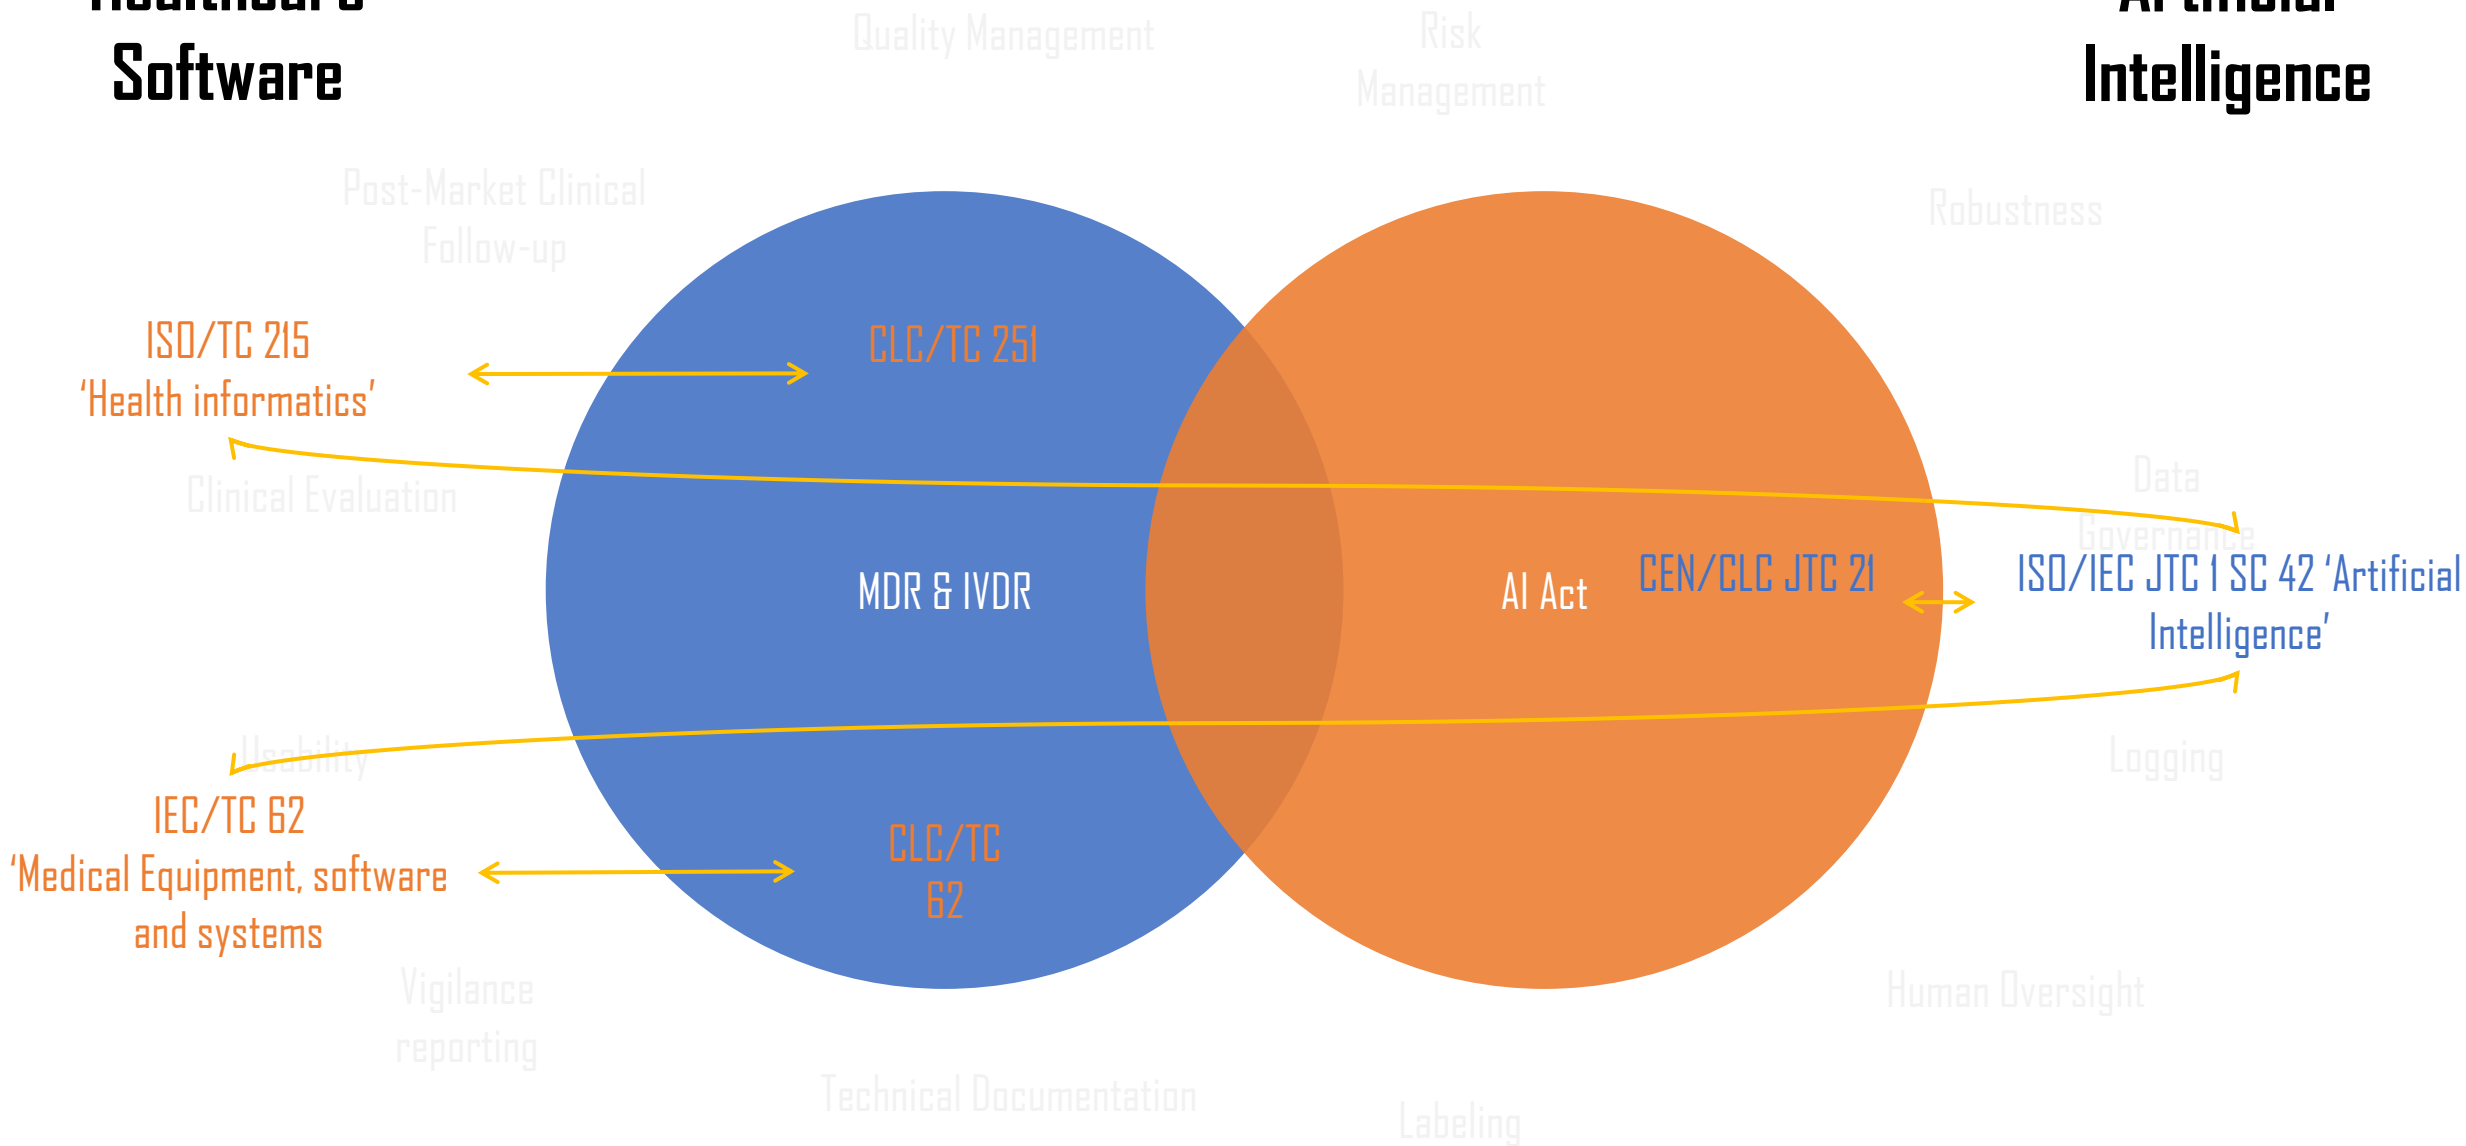 Healthcare
Software
Artificial
Intelligence
Quality Management
Risk
Management
Post-Market Clinical
Follow-up
Robustness
ISO/TC 215
‘Health informatics’
CLC/TC 251
Clinical Evaluation
Data
Governance
MDR & IVDR
AI Act
CEN/CLC JTC 21
ISO/IEC JTC 1 SC 42 ‘Artificial
Intelligence’
Usability
Logging
IEC/TC 62
‘Medical Equipment, software
and systems
CLC/TC
62
Vigilance
reporting
Human Oversight
Technical Documentation
Labeling